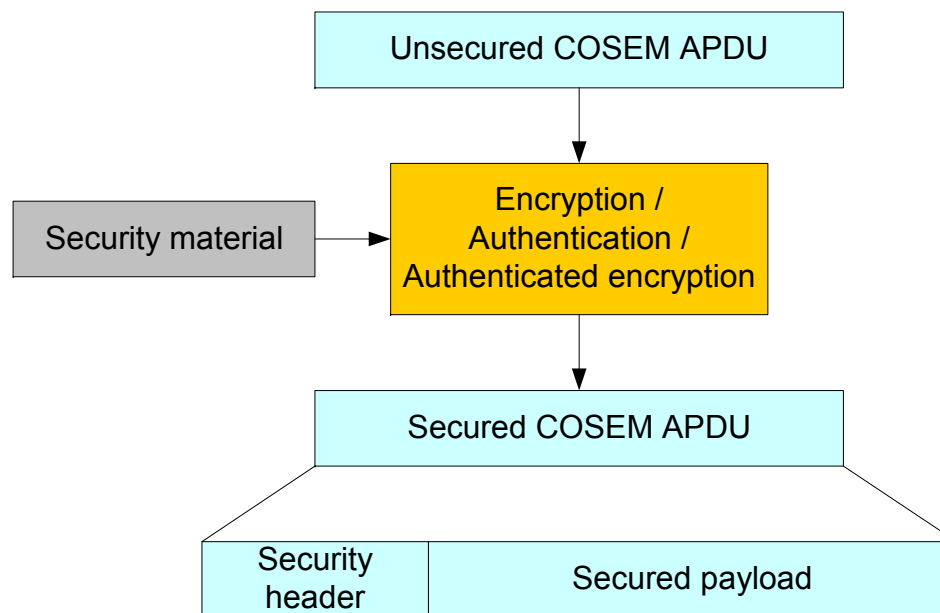 Unsecured COSEM APDU
Security material
Encryption /
Authentication /
Authenticated encryption
Secured COSEM APDU
Security
header
Secured payload